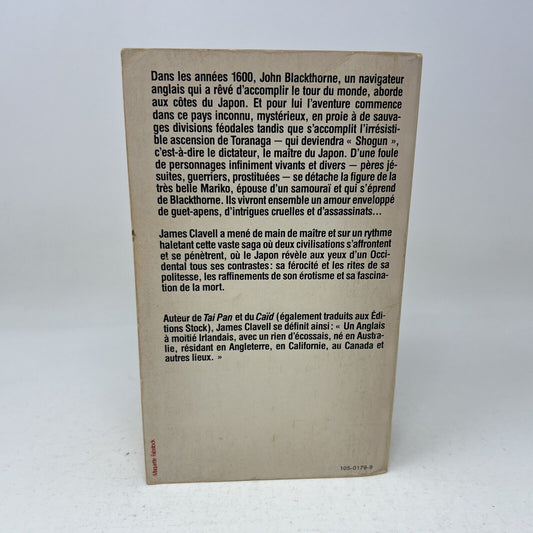 Dans les années 1600, John Blackthorne, un navigateur
anglais qui a rêvé d'accomplir le tour du monde, aborde
aux côtes du Japon. Et pour lui l'aventure commence
dans ce pays inconnu, mystérieux, en proie à de sauva-
ges divisions féodales tandis que s'accomplit l'irrésisti-
ble ascension de Toranaga — qui deviendra « Shogun »,
c'est-à-dire le dictateur, le maître du Japon. D'une foule
de personnages infiniment vivants et divers — pères jé-
suites, guerriers, prostituées — se détache la figure de la
très belle Mariko, épouse d'un samouraï et qui s'éprend
de Blackthorne. Ils vivront ensemble un amour enveloppé
de guet-apens, d'intrigues cruelles et d'assassinats...
James Clavell a mené de main de maître et sur un rythme
haletant cette vaste saga où deux civilisations s'affrontent
et se pénètrent, où le Japon révèle aux yeux d'un Occi-
dental tous ses contrastes : sa férocité et les rites de sa
politesse, les raffinements de son érotisme et sa fascina-
tion de la mort.
Auteur de Tai Pan et du Caïd (également traduits aux Édi-
tions Stock), James Clavell se définit ainsi : « Un Anglais
à moitié Irlandais, avec un rien d'écossais, né en Austra-
lie, résidant en Angleterre, en Californie, au Canada et
autres lieux. »
105-0176-9